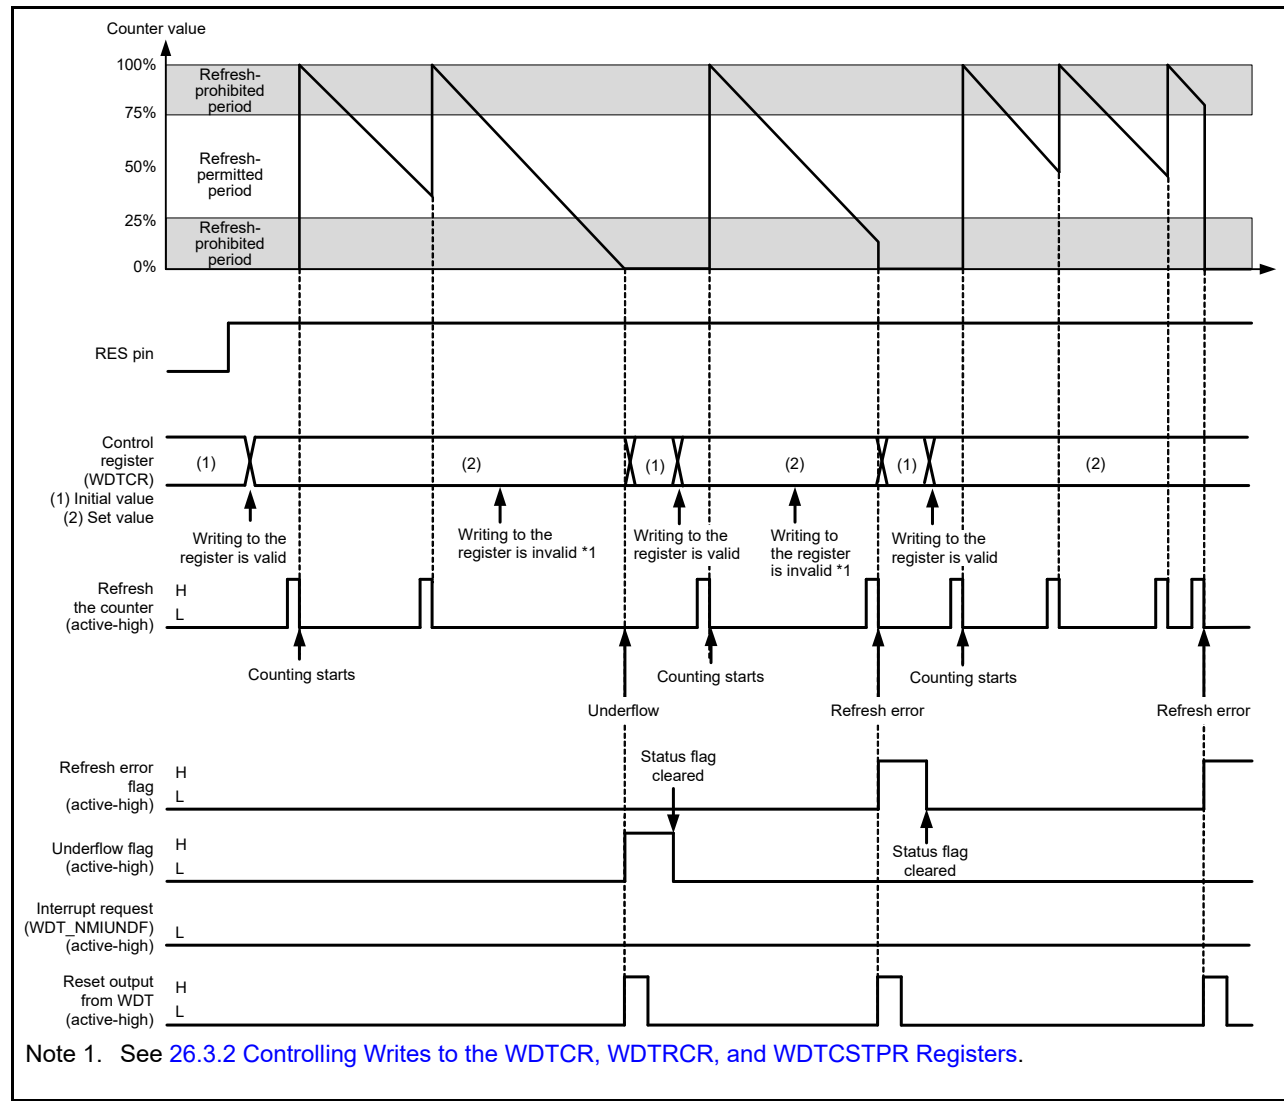 Counter value
100%
Refresh-
prohibited
period
75%
50%
Refresh-
permitted
period
25%
Refresh-
prohibited
period
0%
RES pin
Control
register
(WDTCR)
(1) Initial value
(2) Set value
(1)
(2)
(1)
(2)
(1)
(2)
Writing to the
register is valid
Writing to the
register is invalid *1
Writing to the
register is valid
Writing to
the register
is invalid *1
Writing to the
register is valid
Refresh
the counter
(active-high)
H
L
Counting starts
Counting starts
Counting starts
Underflow
Refresh error
Refresh error
Refresh error
flag
(active-high)
H
L
Status flag
cleared
Underflow flag
(active-high)
H
L
Status flag
cleared
Interrupt request
(WDT_NMIUNDF)
(active-high)
L
Reset output
from WDT
(active-high)
H
L
Note 1. See 26.3.2 Controlling Writes to the WDTCR, WDTRCR, and WDTCSTPR Registers.